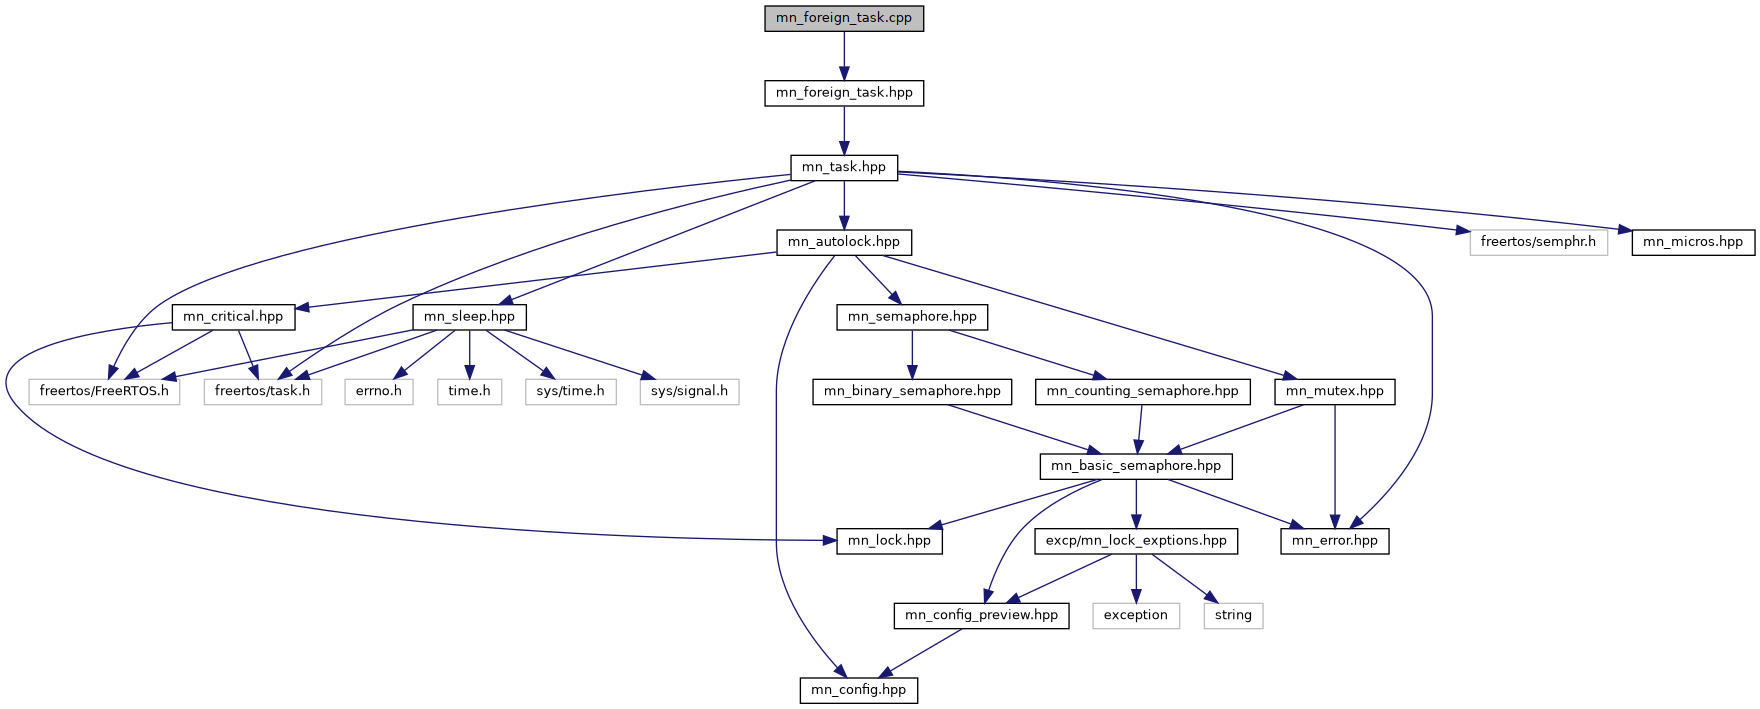 mn_foreign_task.cpp
mn_foreign_task.hpp
mn_task.hpp
mn_autolock.hpp
freertos/semphr.h
mn_micros.hpp
mn_critical.hpp
mn_sleep.hpp
mn_semaphore.hpp
freertos/FreeRTOS.h
freertos/task.h
errno.h
time.h
sys/time.h
sys/signal.h
mn_binary_semaphore.hpp
mn_counting_semaphore.hpp
mn_mutex.hpp
mn_basic_semaphore.hpp
mn_lock.hpp
excp/mn_lock_exptions.hpp
mn_error.hpp
mn_config_preview.hpp
exception
string
mn_config.hpp